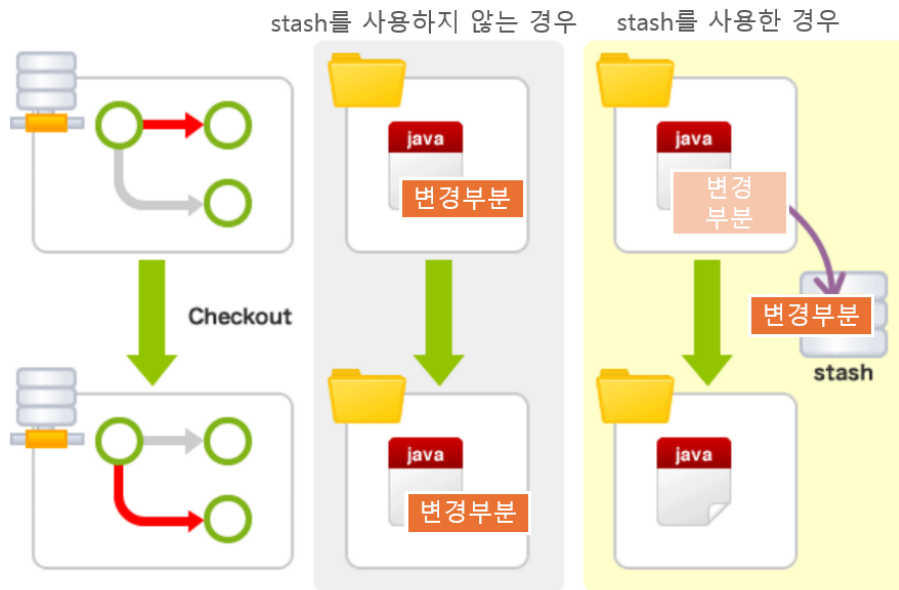 stash를 사용하지 않는 경우
stash를 사용한 경우
java
변경부분
java
변경
부분
Checkout
변경부분
stash
java
변경부분
java